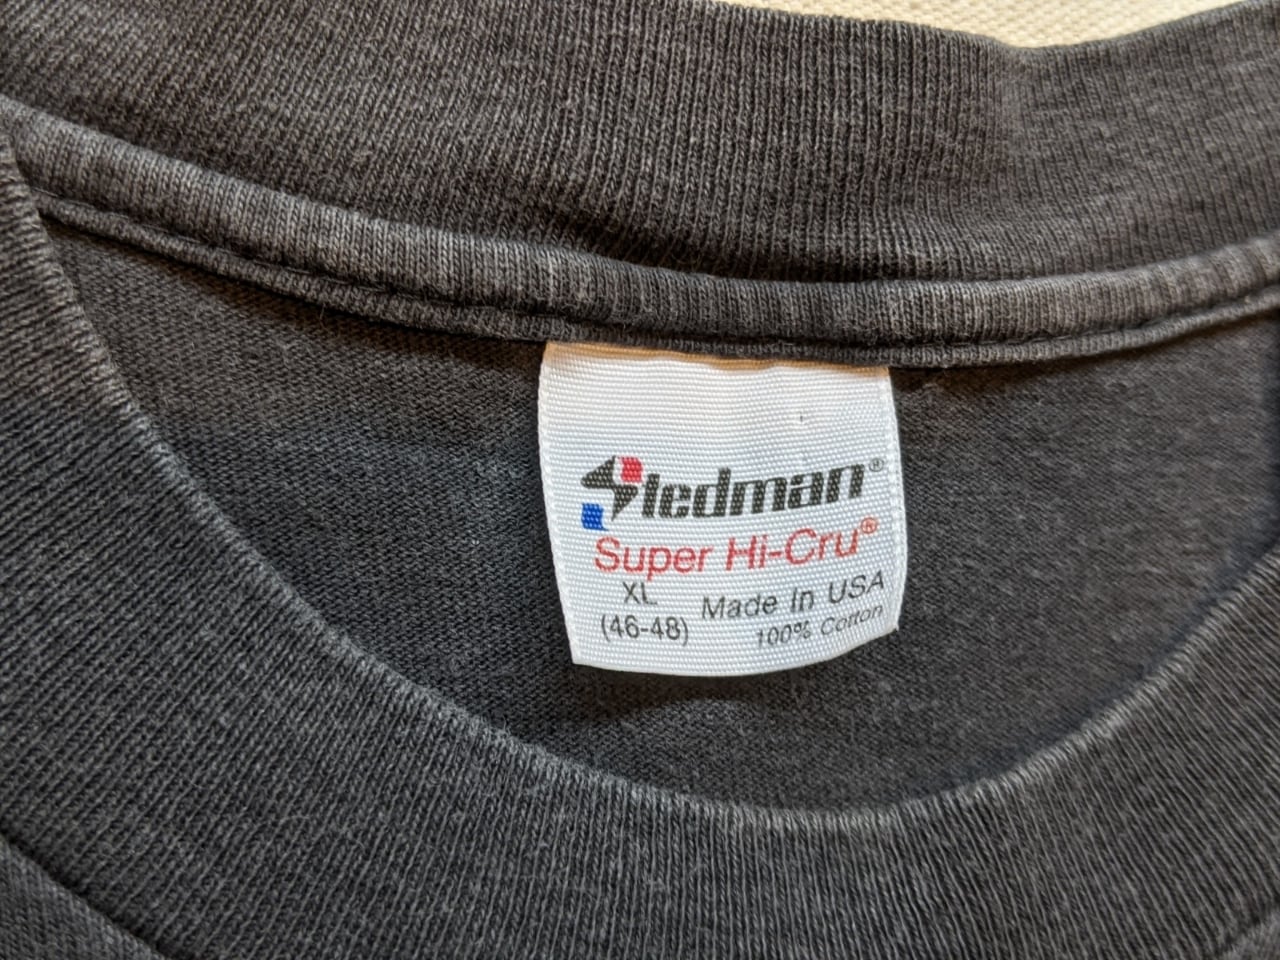 Stedman®
Super Hi-Cru®
XL Made In USA
(46-48) 100% Cotton